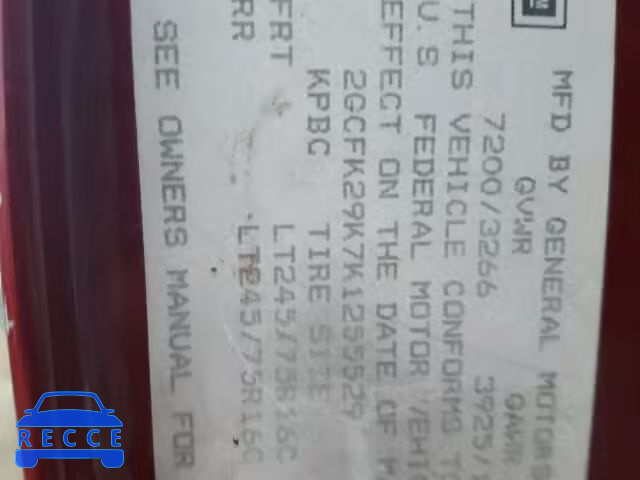 GM
MFD BY GENERAL MOTORS
GVWR GAWR
7200/3266 3925/
THIS VEHICLE CONFORMS TO
U.S FEDERAL MOTOR VEHIC
EFFECT ON THE DATE OF M
2GCFK29K7K1255529
KPBC TIRE SIZE
FRT LT245/75R16C
RR LT245/75R16C
SEE OWNERS MANUAL FOR
RECCE